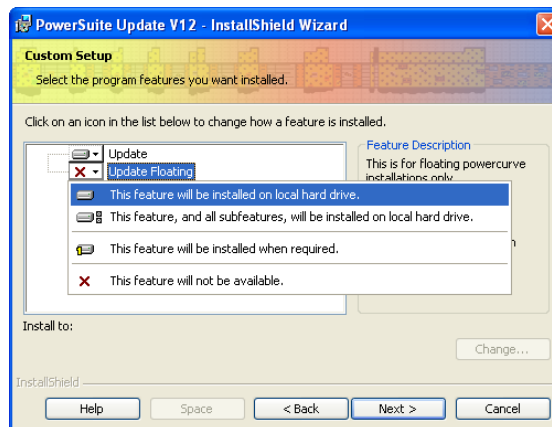 PowerSuite Update V12 - InstallShield Wizard
Custom Setup
Select the program features you want installed.
Click on an icon in the list below to change how a feature is installed.
Update
Update Floating
Feature Description
This is for floating powercurve
installations only
This feature will be installed on local hard drive.
This feature, and all subfeatures, will be installed on local hard drive.
This feature will be installed when required.
This feature will not be available.
Install to:
Change...
InstallShield
Help
Space
< Back
Next >
Cancel